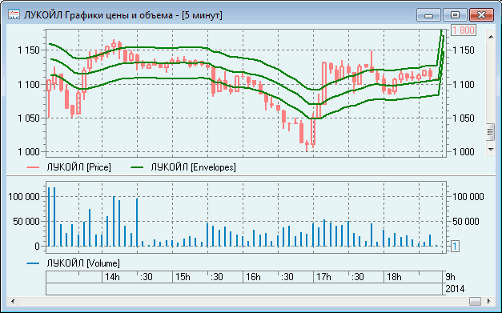 ЛУКОЙЛ Графики цены и объема - [5 минут]
1 800
1 150 1 150
1 100 1 100
1 050 1 050
1 000 1 000
ЛУКОЙЛ [Price] ЛУКОЙЛ [Envelopes]
100 000 100 000
50 000 50 000
0 1
ЛУКОЙЛ [Volume]
14h :30 15h :30 16h :30 17h :30 18h :30 9h
2014